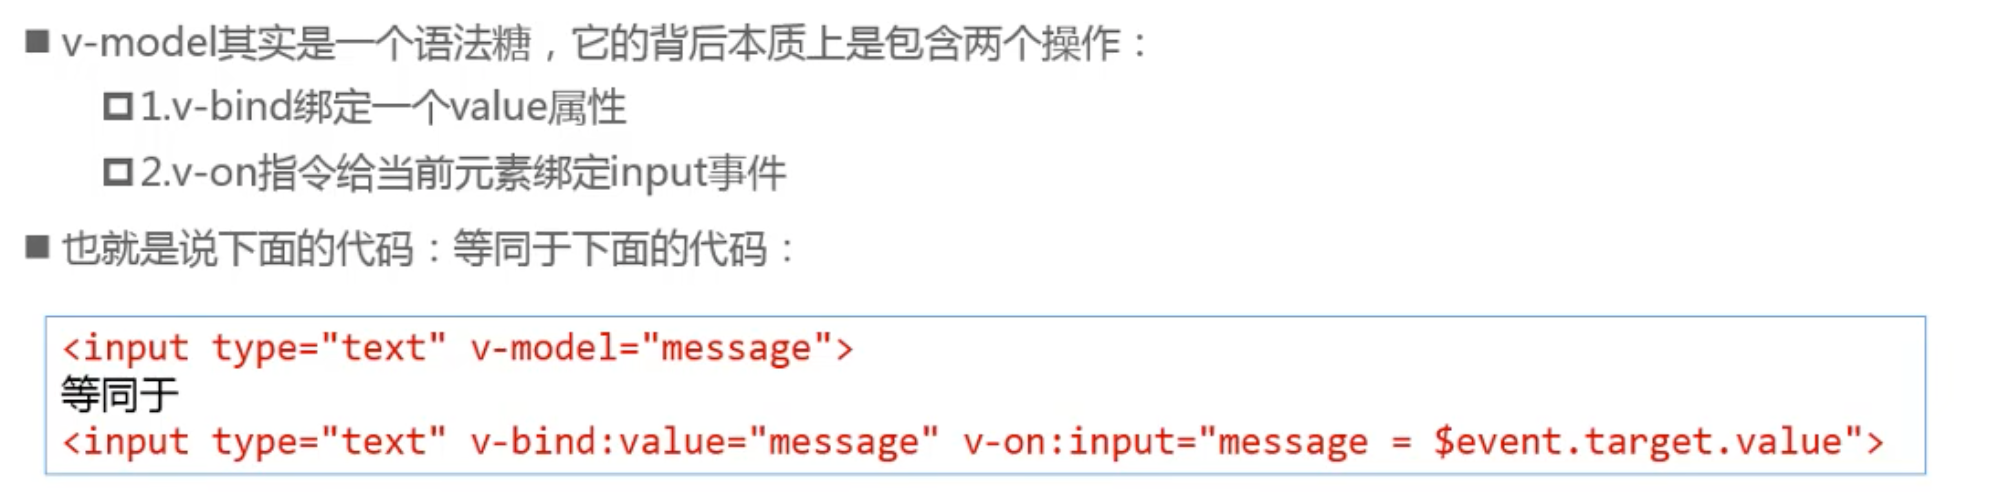 ■ v-model其实是一个语法糖，它的背后本质上是包含两个操作：
1.v-bind绑定一个value属性
2.v-on指令给当前元素绑定input事件
■ 也就是说下面的代码：等同于下面的代码：
<input type="text" v-model="message">
等同于
<input type="text" v-bind:value="message" v-on:input="message = $event.target.value">